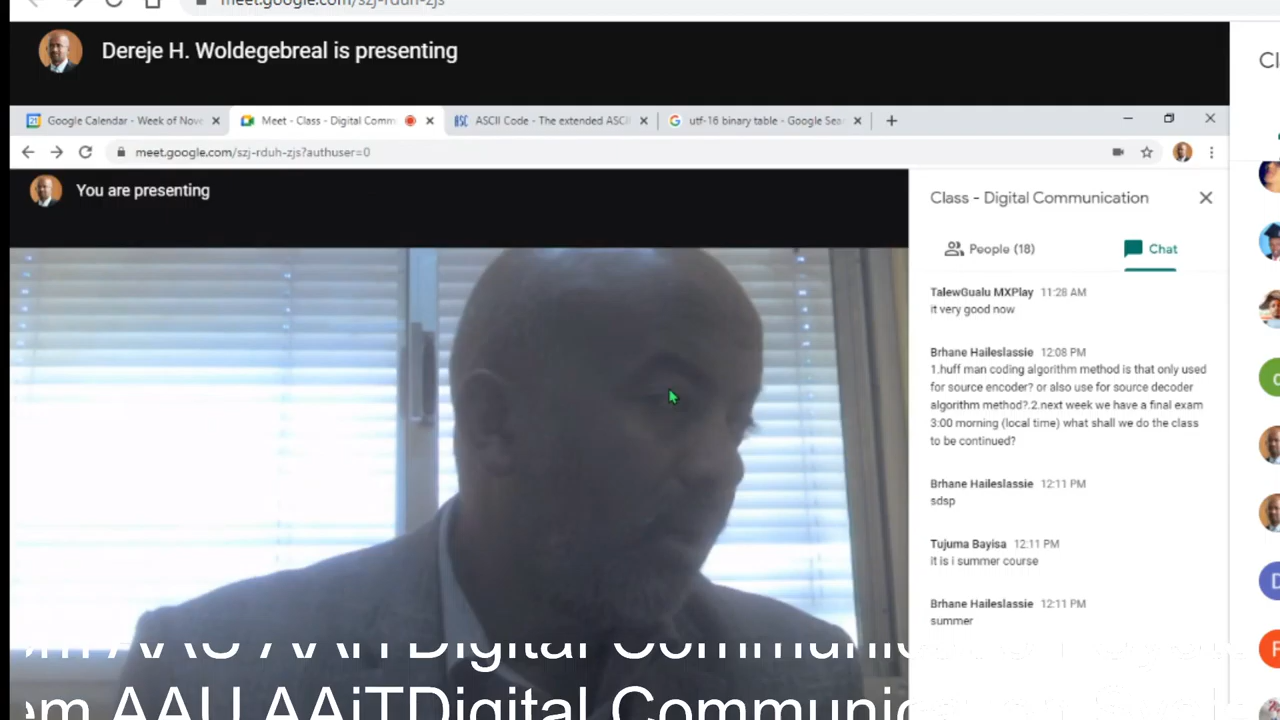 meet.google.com/szj-rduh-zjs
Dereje H. Woldegebreal is presenting
Google Calendar - Week of Nove
Meet - Class - Digital Comm
ASCII Code - The extended ASCII
utf-16 binary table - Google Sea
meet.google.com/szj-rduh-zjs?authuser=0
You are presenting
Class - Digital Communication
People (18)
Chat
TalewGualu MXPlay 11:28 AM
it very good now
Brhane Haileslassie 12:08 PM
1.huff man coding algorithm method is that only used
for source encoder? or also use for source decoder
algorithm method?.2.next week we have a final exam
3:00 morning (local time) what shall we do the class
to be continued?
Brhane Haileslassie 12:11 PM
sdsp
Tujuma Bayisa 12:11 PM
It is i summer course
Brhane Haileslassie 12:11 PM
summer
AAU AAiTDigital Communic
em AAU AAiTDigital Communic